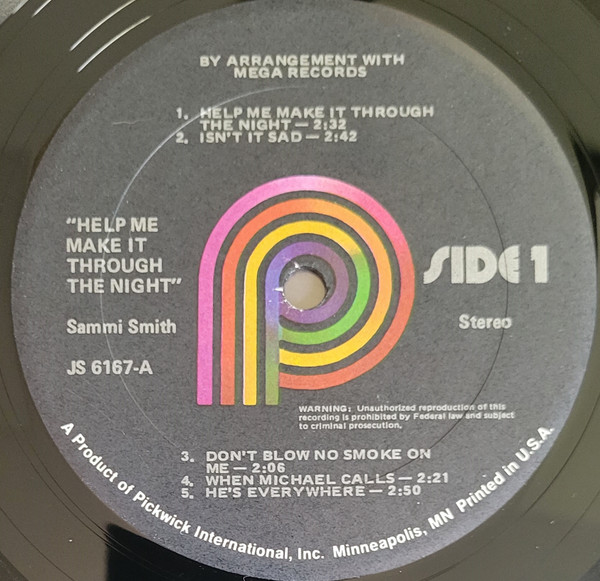 BY ARRANGEMENT WITH
MEGA RECORDS
1. HELP ME MAKE IT THROUGH
THE NIGHT — 2:32
2. ISN'T IT SAD — 2:42
"HELP ME
MAKE IT
THROUGH
THE NIGHT"
Sammi Smith
JS 6167-A
SIDE 1
Stereo
WARNING: Unauthorized reproduction of this
recording is prohibited by Federal law and subject
to criminal prosecution.
3. DON'T BLOW NO SMOKE ON
ME — 2:06
4. WHEN MICHAEL CALLS — 2:21
5. HE'S EVERYWHERE — 2:50
A Product of Pickwick International, Inc. Minneapolis, MN Printed in U.S.A.